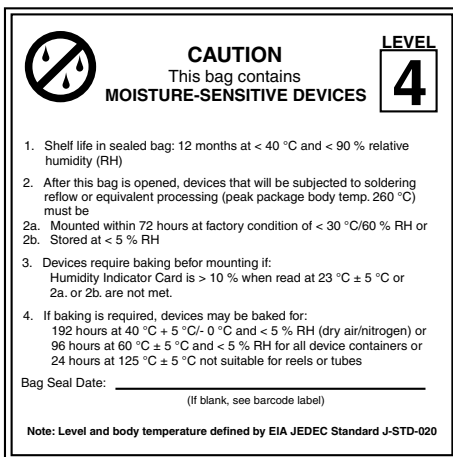 CAUTION
This bag contains
MOISTURE-SENSITIVE DEVICES
LEVEL
4
1. Shelf life in sealed bag: 12 months at < 40 °C and < 90 % relative
humidity (RH)
2. After this bag is opened, devices that will be subjected to soldering
reflow or equivalent processing (peak package body temp. 260 °C)
must be
2a. Mounted within 72 hours at factory condition of < 30 °C/60 % RH or
2b. Stored at < 5 % RH
3. Devices require baking befor mounting if:
Humidity Indicator Card is > 10 % when read at 23 °C ± 5 °C or
2a. or 2b. are not met.
4. If baking is required, devices may be baked for:
192 hours at 40 °C + 5 °C/- 0 °C and < 5 % RH (dry air/nitrogen) or
96 hours at 60 °C ± 5 °C and < 5 % RH for all device containers or
24 hours at 125 °C ± 5 °C not suitable for reels or tubes
Bag Seal Date:
(If blank, see barcode label)
Note: Level and body temperature defined by EIA JEDEC Standard J-STD-020